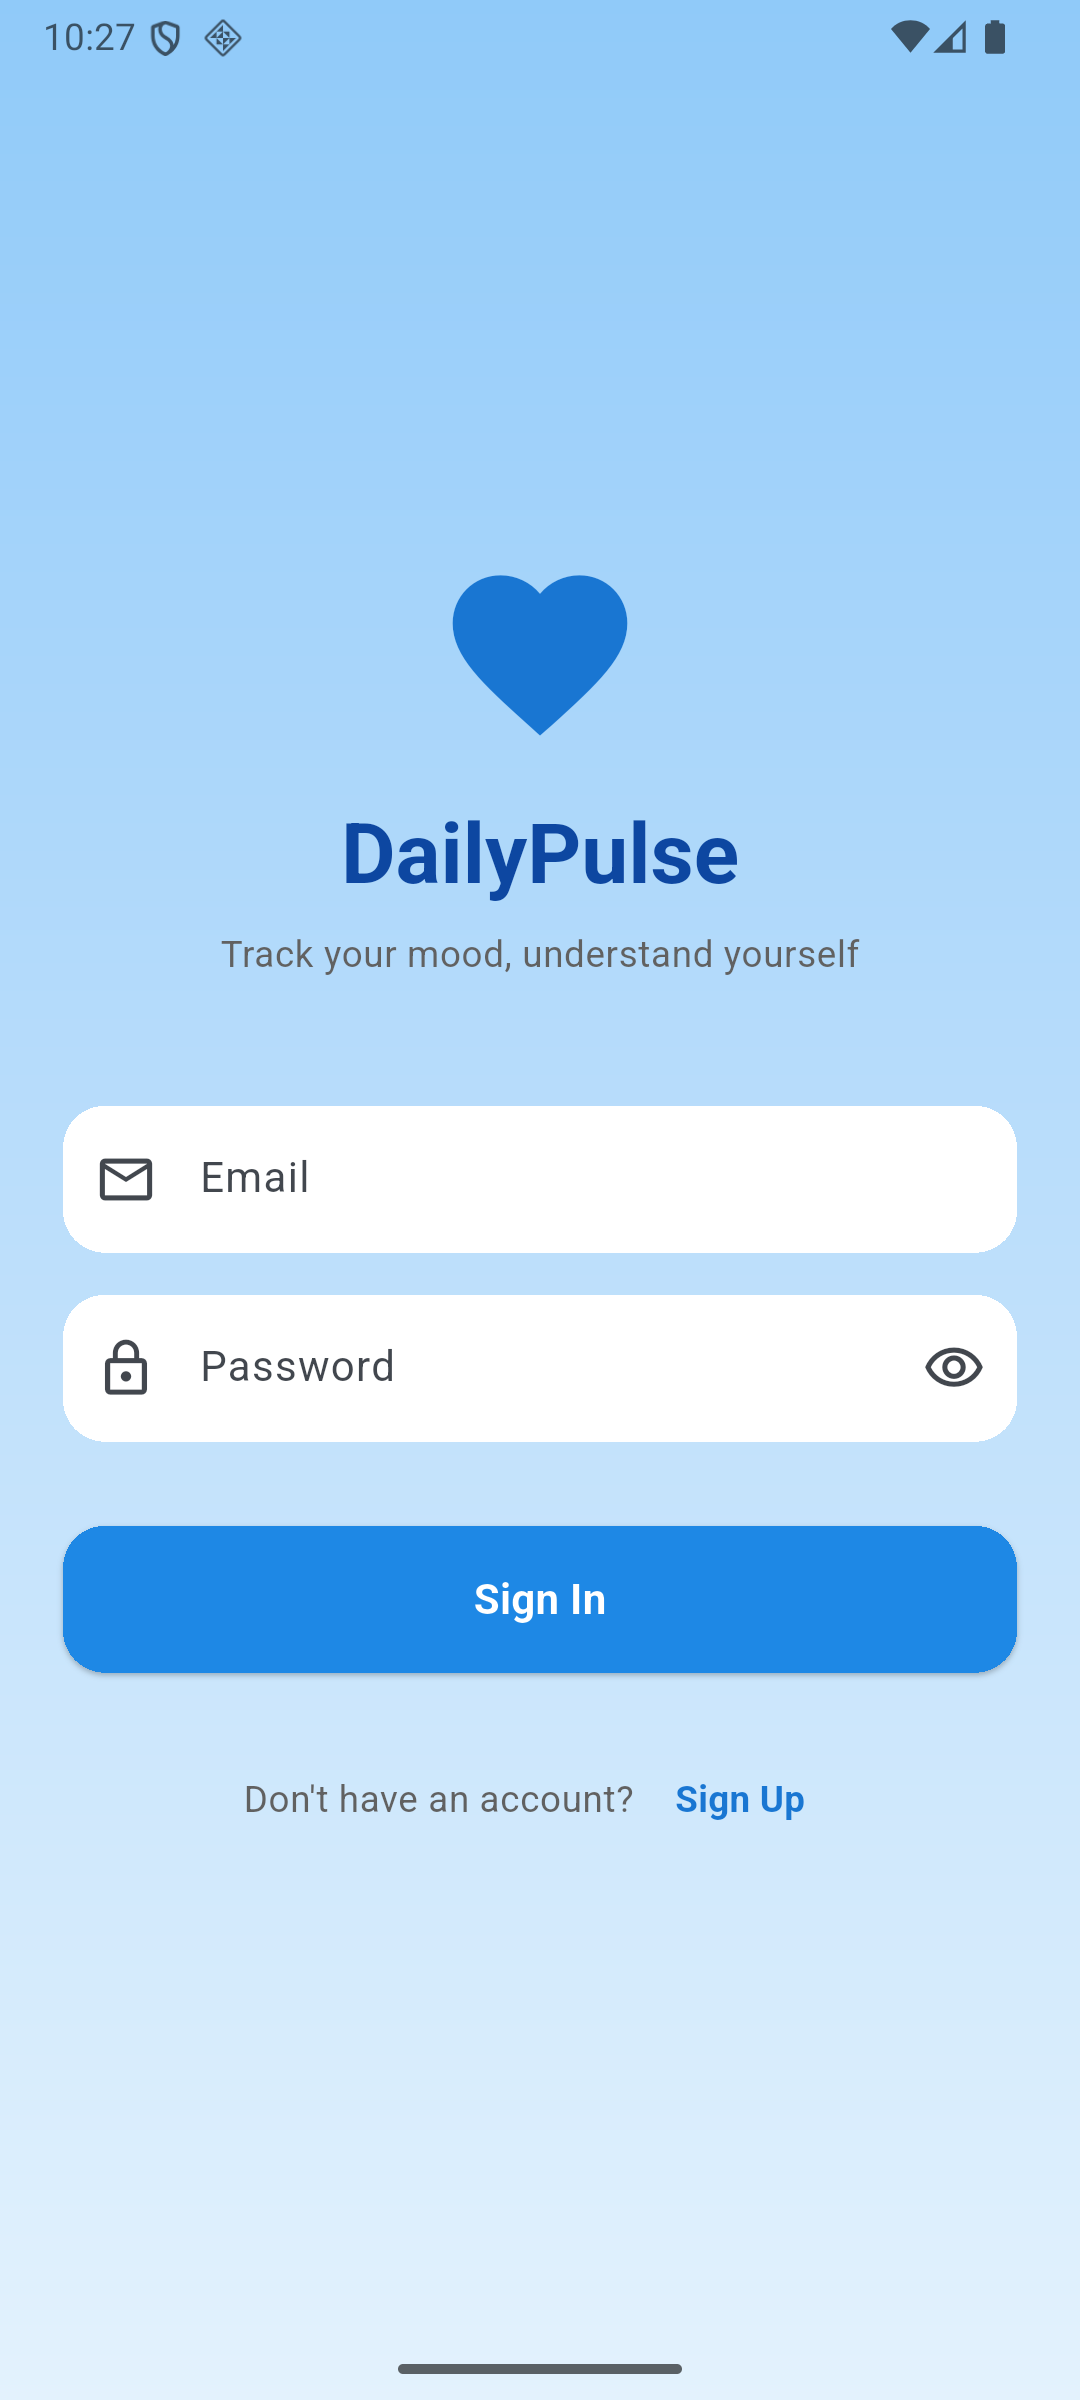 10:27
DailyPulse
Track your mood, understand yourself
Email
Password
Sign In
Don't have an account? Sign Up